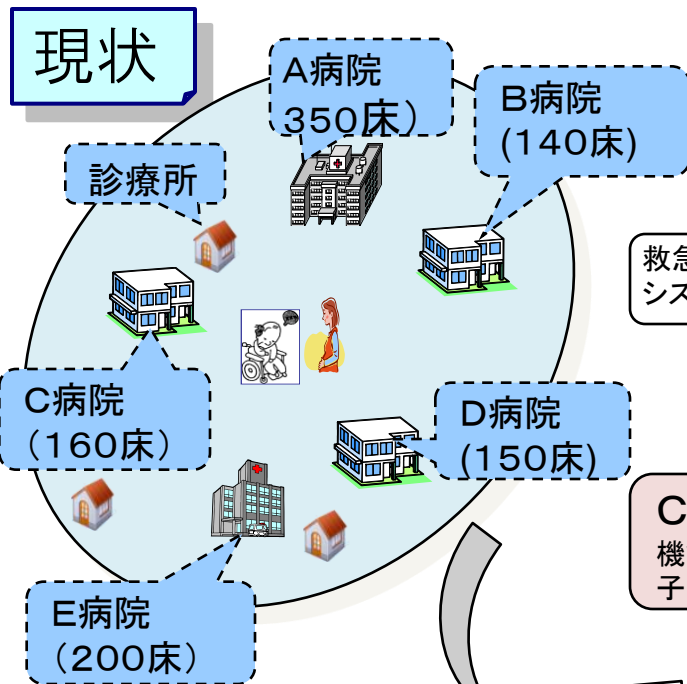 現状
A病院
350床）
B病院
(140床)
診療所
救急
シス
C病院
（160床）
D病院
(150床)
C
機
子
E病院
（200床）